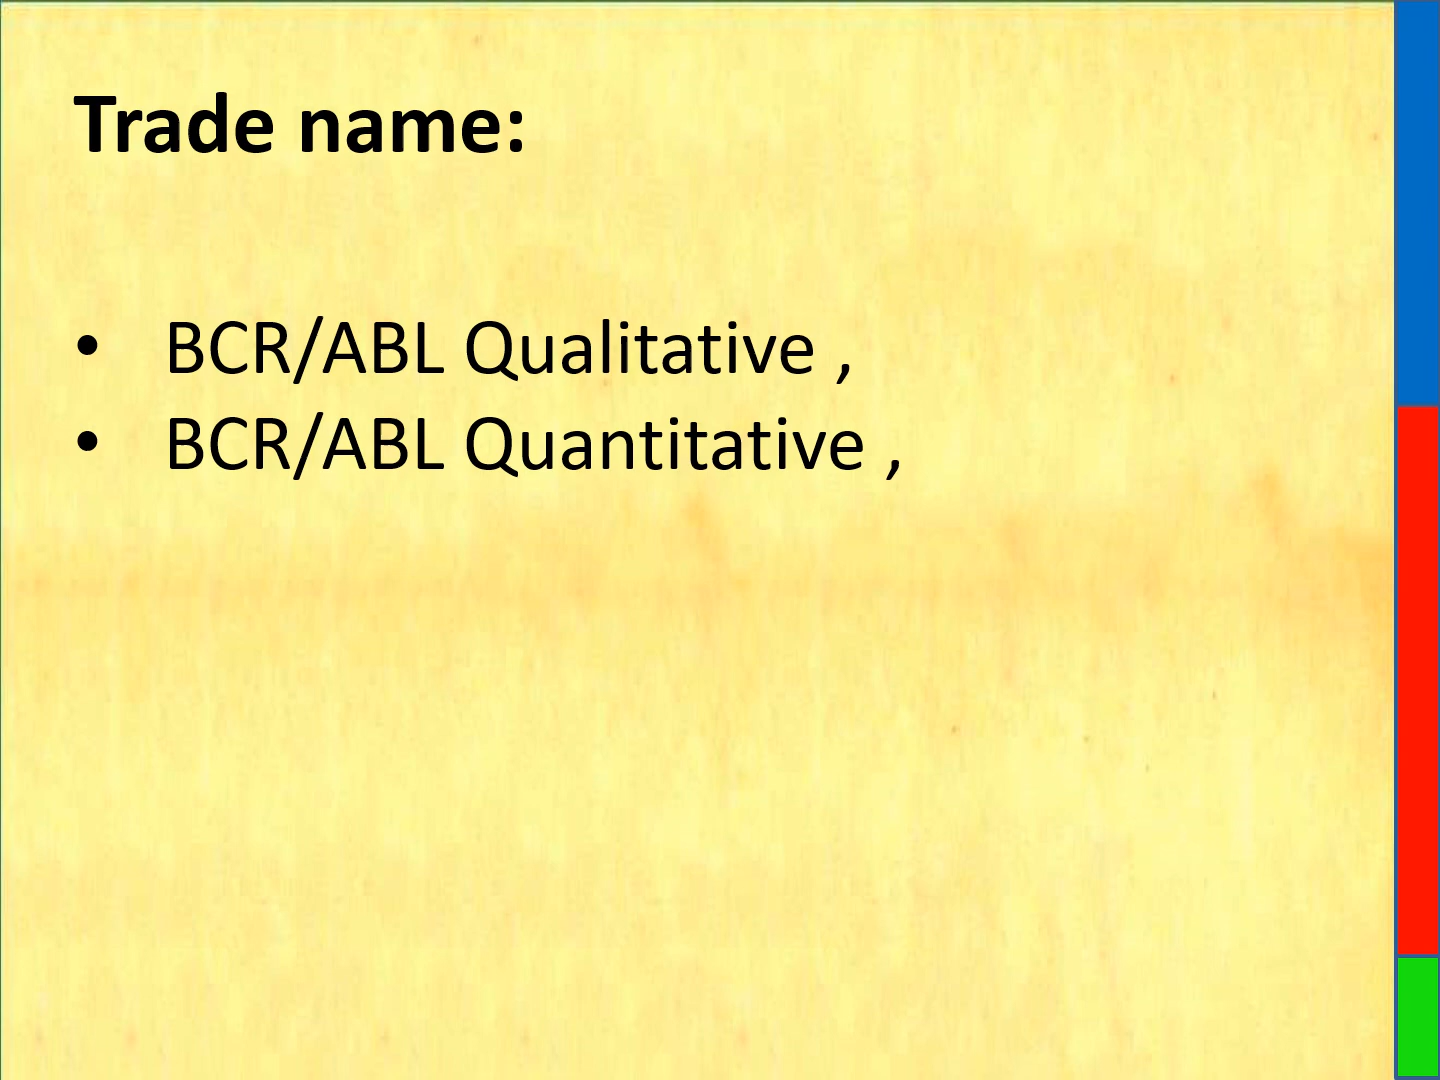 Trade name:
• BCR/ABL Qualitative ,
• BCR/ABL Quantitative ,